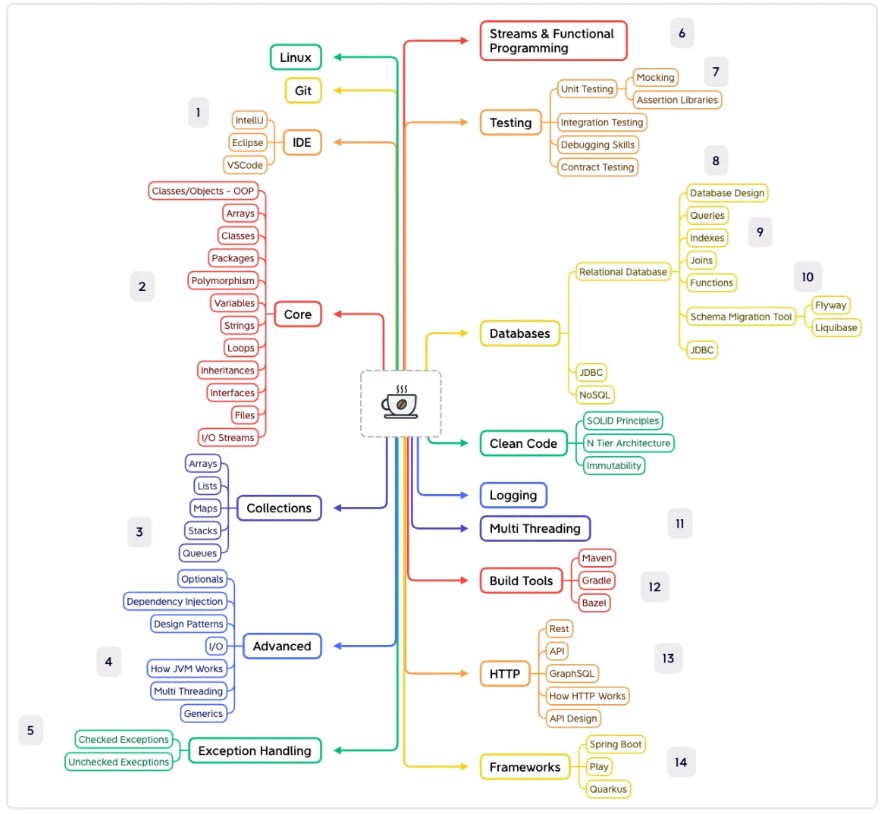 Linux
Git
1
IntelliJ
Eclipse
VSCode
IDE
Classes/Objects - OOP
Arrays
Classes
Packages
Polymorphism
Variables
Strings
Loops
Inheritances
Interfaces
Files
I/O Streams
2
Core
Arrays
Lists
Maps
Stacks
Queues
3
Collections
Optionals
Dependency Injection
Design Patterns
I/O
How JVM Works
Multi Threading
Generics
4
Advanced
5
Checked Exceptions
Unchecked Execptions
Exception Handling
Streams & Functional
Programming
6
Testing
Unit Testing
Mocking
Assertion Libraries
7
Integration Testing
Debugging Skills
Contract Testing
8
Databases
Relational Database
Database Design
Queries
Indexes
9
Joins
Functions
10
Schema Migration Tool
Flyway
Liquibase
JDBC
JDBC
NoSQL
Clean Code
SOLID Principles
N Tier Architecture
Immutability
Logging
Multi Threading
11
Build Tools
Maven
Gradle
Bazel
12
HTTP
Rest
API
GraphSQL
How HTTP Works
API Design
13
Frameworks
Spring Boot
Play
Quarkus
14